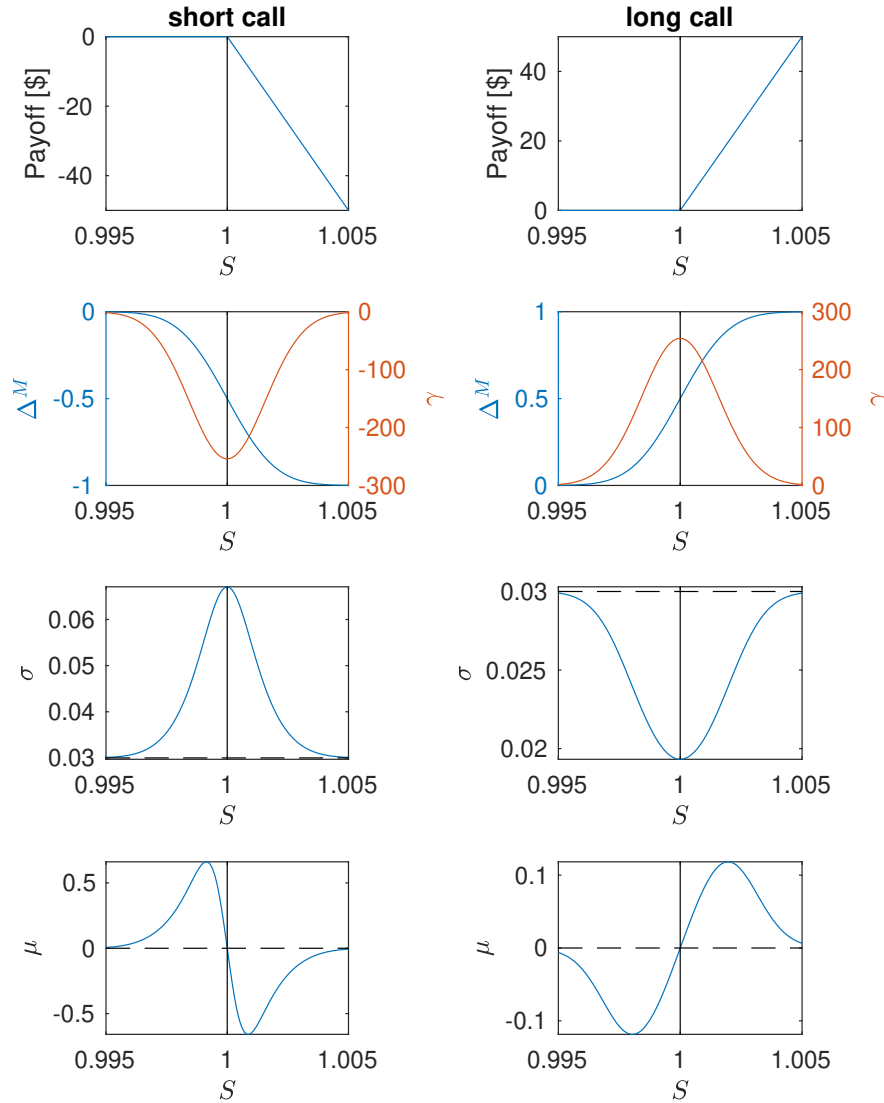 short call
long call
Payoff [$]
0
-20
-40
0.995 1 1.005
S
Payoff [$]
40
20
0
0.995 1 1.005
S
Δ^M
0
-0.5
-1
γ
0
-100
-200
-300
0.995 1 1.005
S
Δ^M
1
0.5
0
γ
300
200
100
0
0.995 1 1.005
S
σ
0.06
0.05
0.04
0.03
0.995 1 1.005
S
σ
0.03
0.025
0.02
0.995 1 1.005
S
μ
0.5
0
-0.5
0.995 1 1.005
S
μ
0.1
0
-0.1
0.995 1 1.005
S